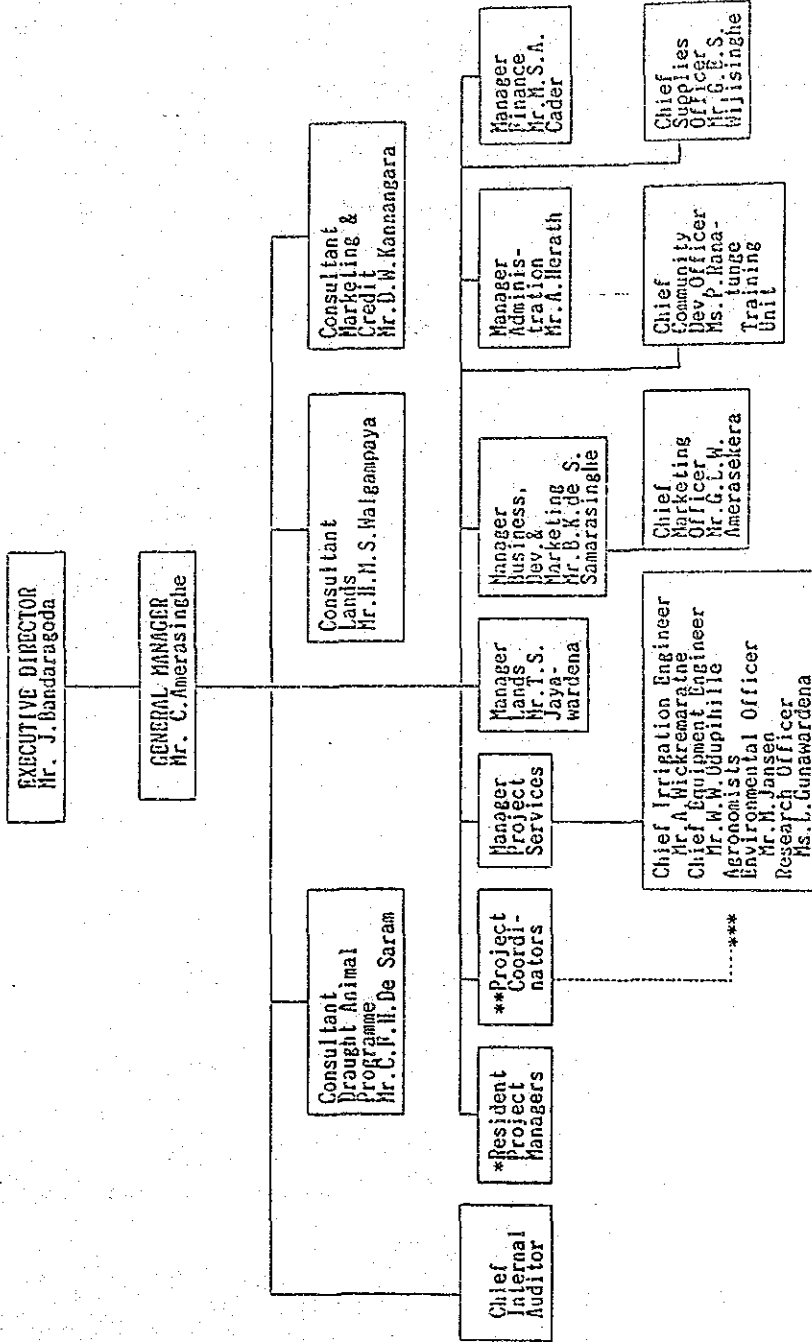 EXECUTIVE DIRECTOR
Mr. J.Bandaragoda
GENERAL MANAGER
Mr. C.Amerasinghe
Consultant
Draught Animal
Programme
Mr.C.F.H.De Saram
Consultant
Lands
Mr.H.M.S.Walgampaya
Consultant
Marketing &
Credit
Mr.D.W.Kannangara
Chief
Internal
Auditor
*Resident
Project
Managers
**Project
Coordi-
nators
Manager
Project
Services
Manager
Lands
Mr.T.S.
Jaya-
wardena
Manager
Business,
Dev.&
Marketing
Mr.B.K.de S.
Samarasinghe
Manager
Adminis-
tration
Mr.A.Herath
Manager
Finance
Mr.M.S.A.
Cader
***
Chief Irrigation Engineer
Mr.A.Wickremaratne
Chief Equipment Engineer
Mr.W.W.Udupihille
Agronomists
Environmental Officer
Mr.M.Jansen
Research Officer
Ms.L.Gunawardena
Chief
Marketing
Officer
Mr.G.L.W.
Amerasekera
Chief
Community
Dev.Officer
Ms.P.Rana-
tunge
Training
Unit
Chief
Supplies
Officer
Mr.G.E.S.
Wijisinghe